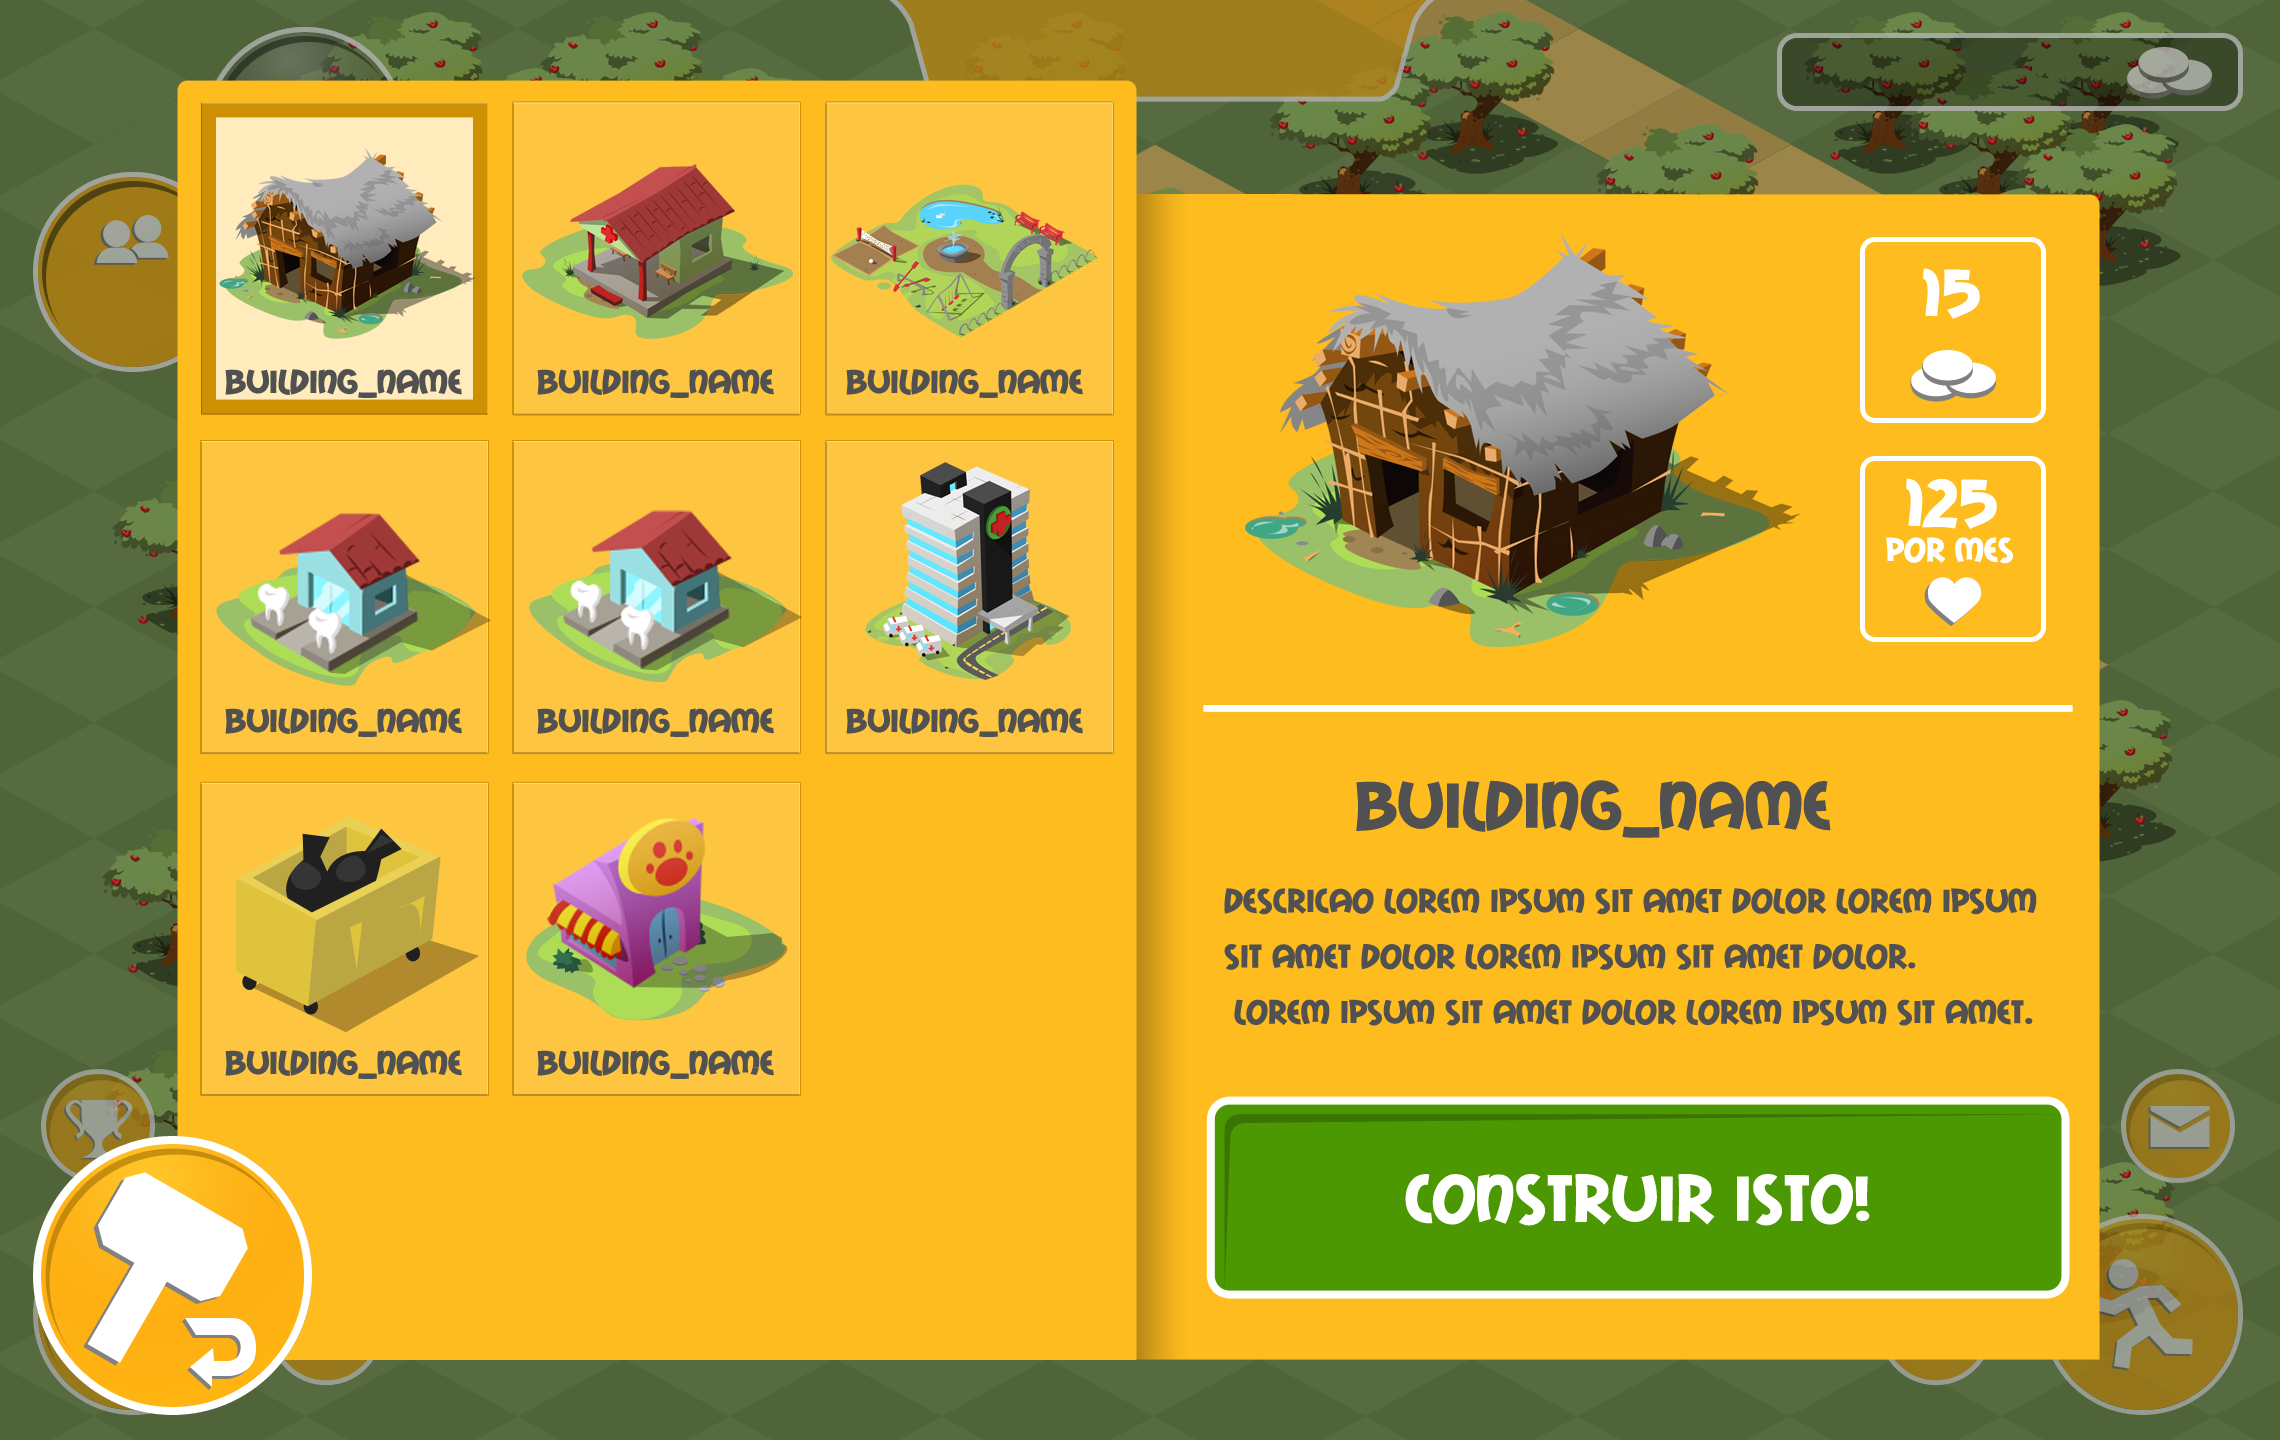 BUILDING_NAME
BUILDING_NAME
BUILDING_NAME
BUILDING_NAME
BUILDING_NAME
BUILDING_NAME
BUILDING_NAME
BUILDING_NAME
15
125
POR MES
BUILDING_NAME
DESCRICAO LOREM IPSUM SIT AMET DOLOR LOREM IPSUM
SIT AMET DOLOR LOREM IPSUM SIT AMET DOLOR.
LOREM IPSUM SIT AMET DOLOR LOREM IPSUM SIT AMET.
CONSTRUIR ISTO!